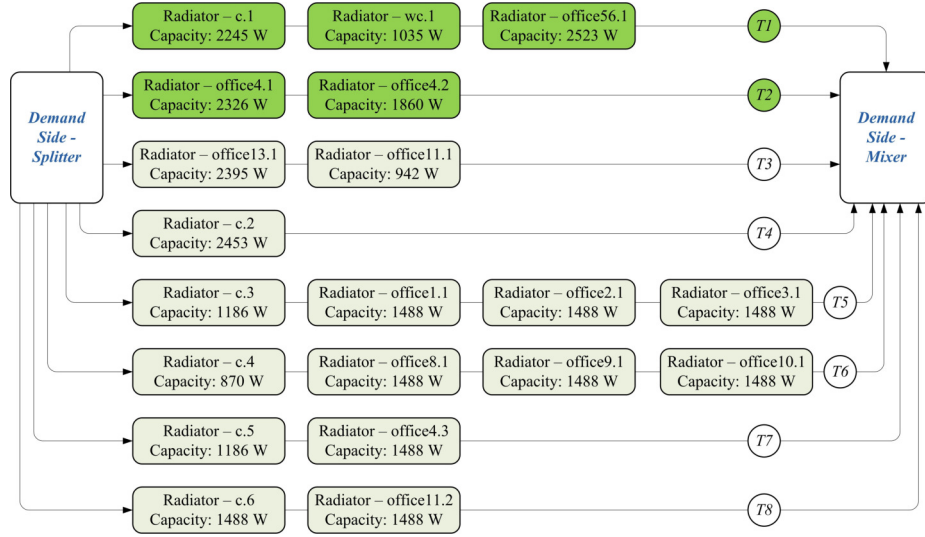 Radiator – c.1
Capacity: 2245 W
Radiator – wc.1
Capacity: 1035 W
Radiator – office56.1
Capacity: 2523 W
T1
Demand
Side -
Splitter
Radiator – office4.1
Capacity: 2326 W
Radiator – office4.2
Capacity: 1860 W
T2
Demand
Side -
Mixer
Radiator – office13.1
Capacity: 2395 W
Radiator – office11.1
Capacity: 942 W
T3
Radiator – c.2
Capacity: 2453 W
T4
Radiator – c.3
Capacity: 1186 W
Radiator – office1.1
Capacity: 1488 W
Radiator – office2.1
Capacity: 1488 W
Radiator – office3.1
Capacity: 1488 W
T5
Radiator – c.4
Capacity: 870 W
Radiator – office8.1
Capacity: 1488 W
Radiator – office9.1
Capacity: 1488 W
Radiator – office10.1
Capacity: 1488 W
T6
Radiator – c.5
Capacity: 1186 W
Radiator – office4.3
Capacity: 1488 W
T7
Radiator – c.6
Capacity: 1488 W
Radiator – office11.2
Capacity: 1488 W
T8